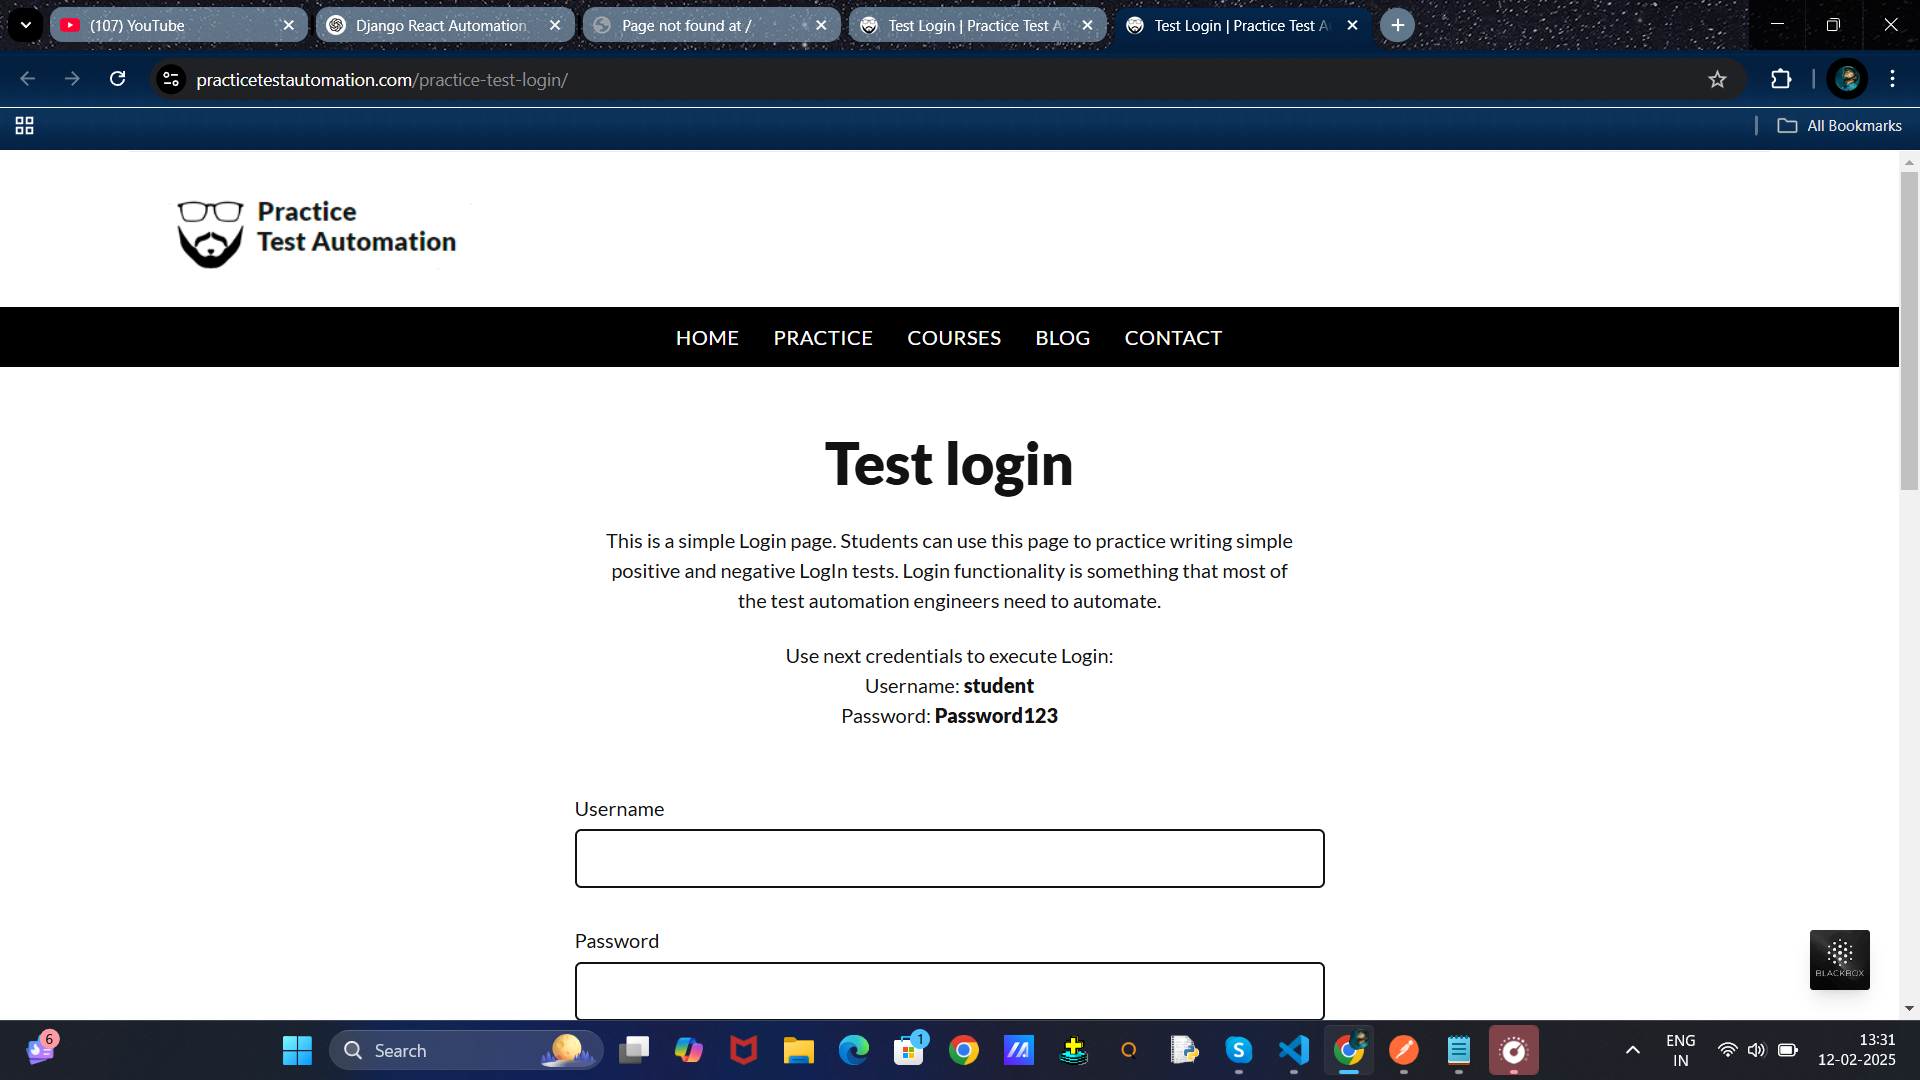 (107) YouTube
Django React Automation
Page not found at /
Test Login | Practice Test A
Test Login | Practice Test A
practicetestautomation.com/practice-test-login/
All Bookmarks
Practice
Test Automation
HOME PRACTICE COURSES BLOG CONTACT
Test login
This is a simple Login page. Students can use this page to practice writing simple
positive and negative LogIn tests. Login functionality is something that most of
the test automation engineers need to automate.
Use next credentials to execute Login:
Username: student
Password: Password123
Username
Password
BLACKBOX
6
Search
1
ENG
IN
13:31
12-02-2025